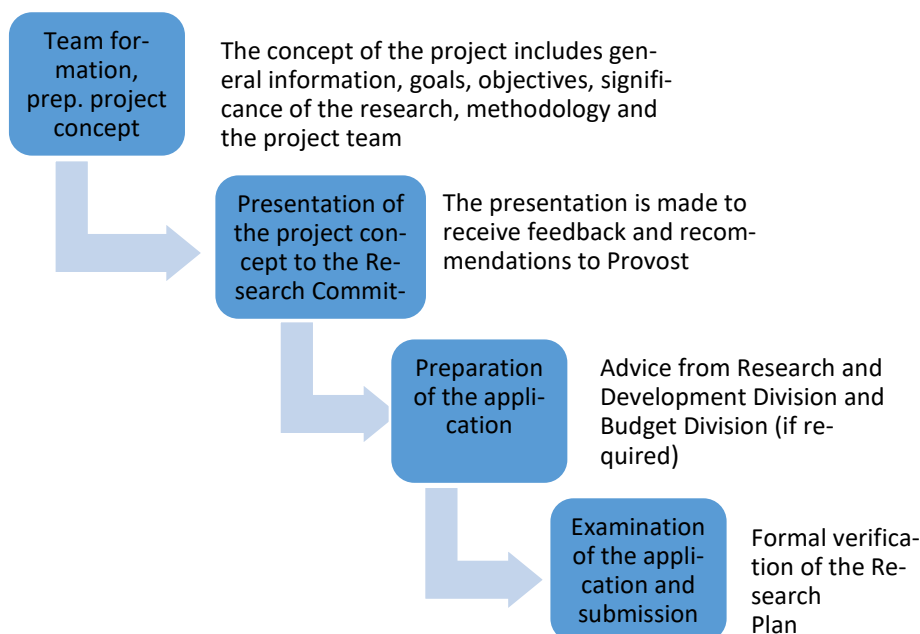 Team for-
mation,
prep. project
concept
The concept of the project includes gen-
eral information, goals, objectives, signifi-
cance of the research, methodology and
the project team
Presentation of
the project con-
cept to the Re-
search Commit-
The presentation is made to
receive feedback and recom-
mendations to Provost
Preparation
of the appli-
cation
Advice from Research and
Development Division and
Budget Division (if re-
quired)
Examination
of the appli-
cation and
submission
Formal verifica-
tion of the Re-
search
Plan